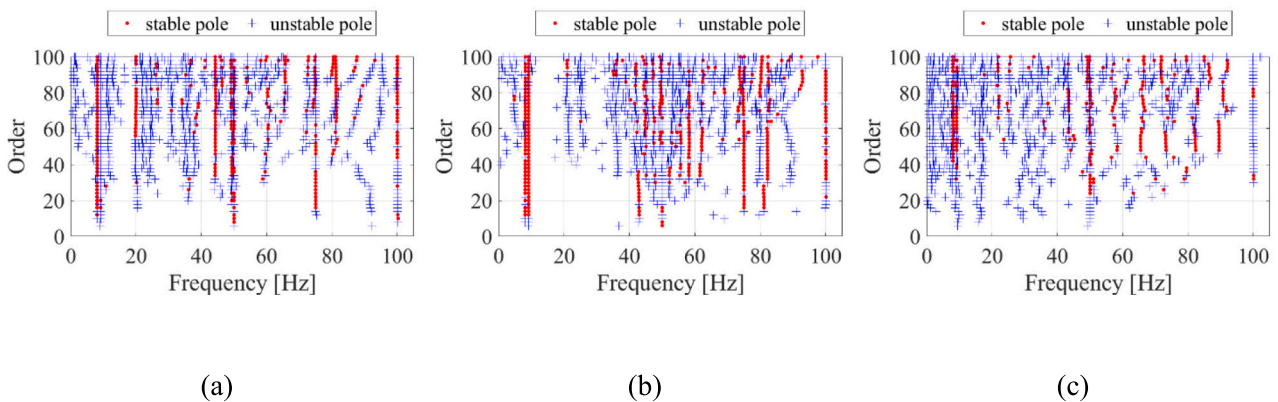 stable pole unstable pole stable pole unstable pole stable pole unstable pole
100 100 100
80 80 80
60 60 60
40 40 40
20 20 20
0 0 0
Order Order Order
0 20 40 60 80 100 0 20 40 60 80 100 0 20 40 60 80 100
Frequency [Hz] Frequency [Hz] Frequency [Hz]
(a) (b) (c)